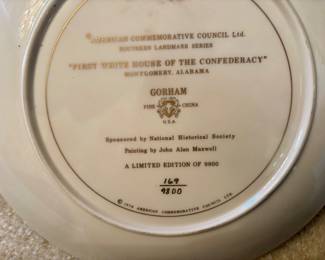 AMERICAN COMMEMORATIVE COUNCIL Ltd.
SOUTHERN LANDMARK SERIES
"FIRST WHITE HOUSE OF THE CONFEDERACY"
MONTGOMERY, ALABAMA
GORHAM
FINE CHINA
U.S.A.
Sponsored by National Historical Society
Painting by John Alan Maxwell
A LIMITED EDITION OF 9800
169
9800
© 1974 AMERICAN COMMEMORATIVE COUNCIL LTD.